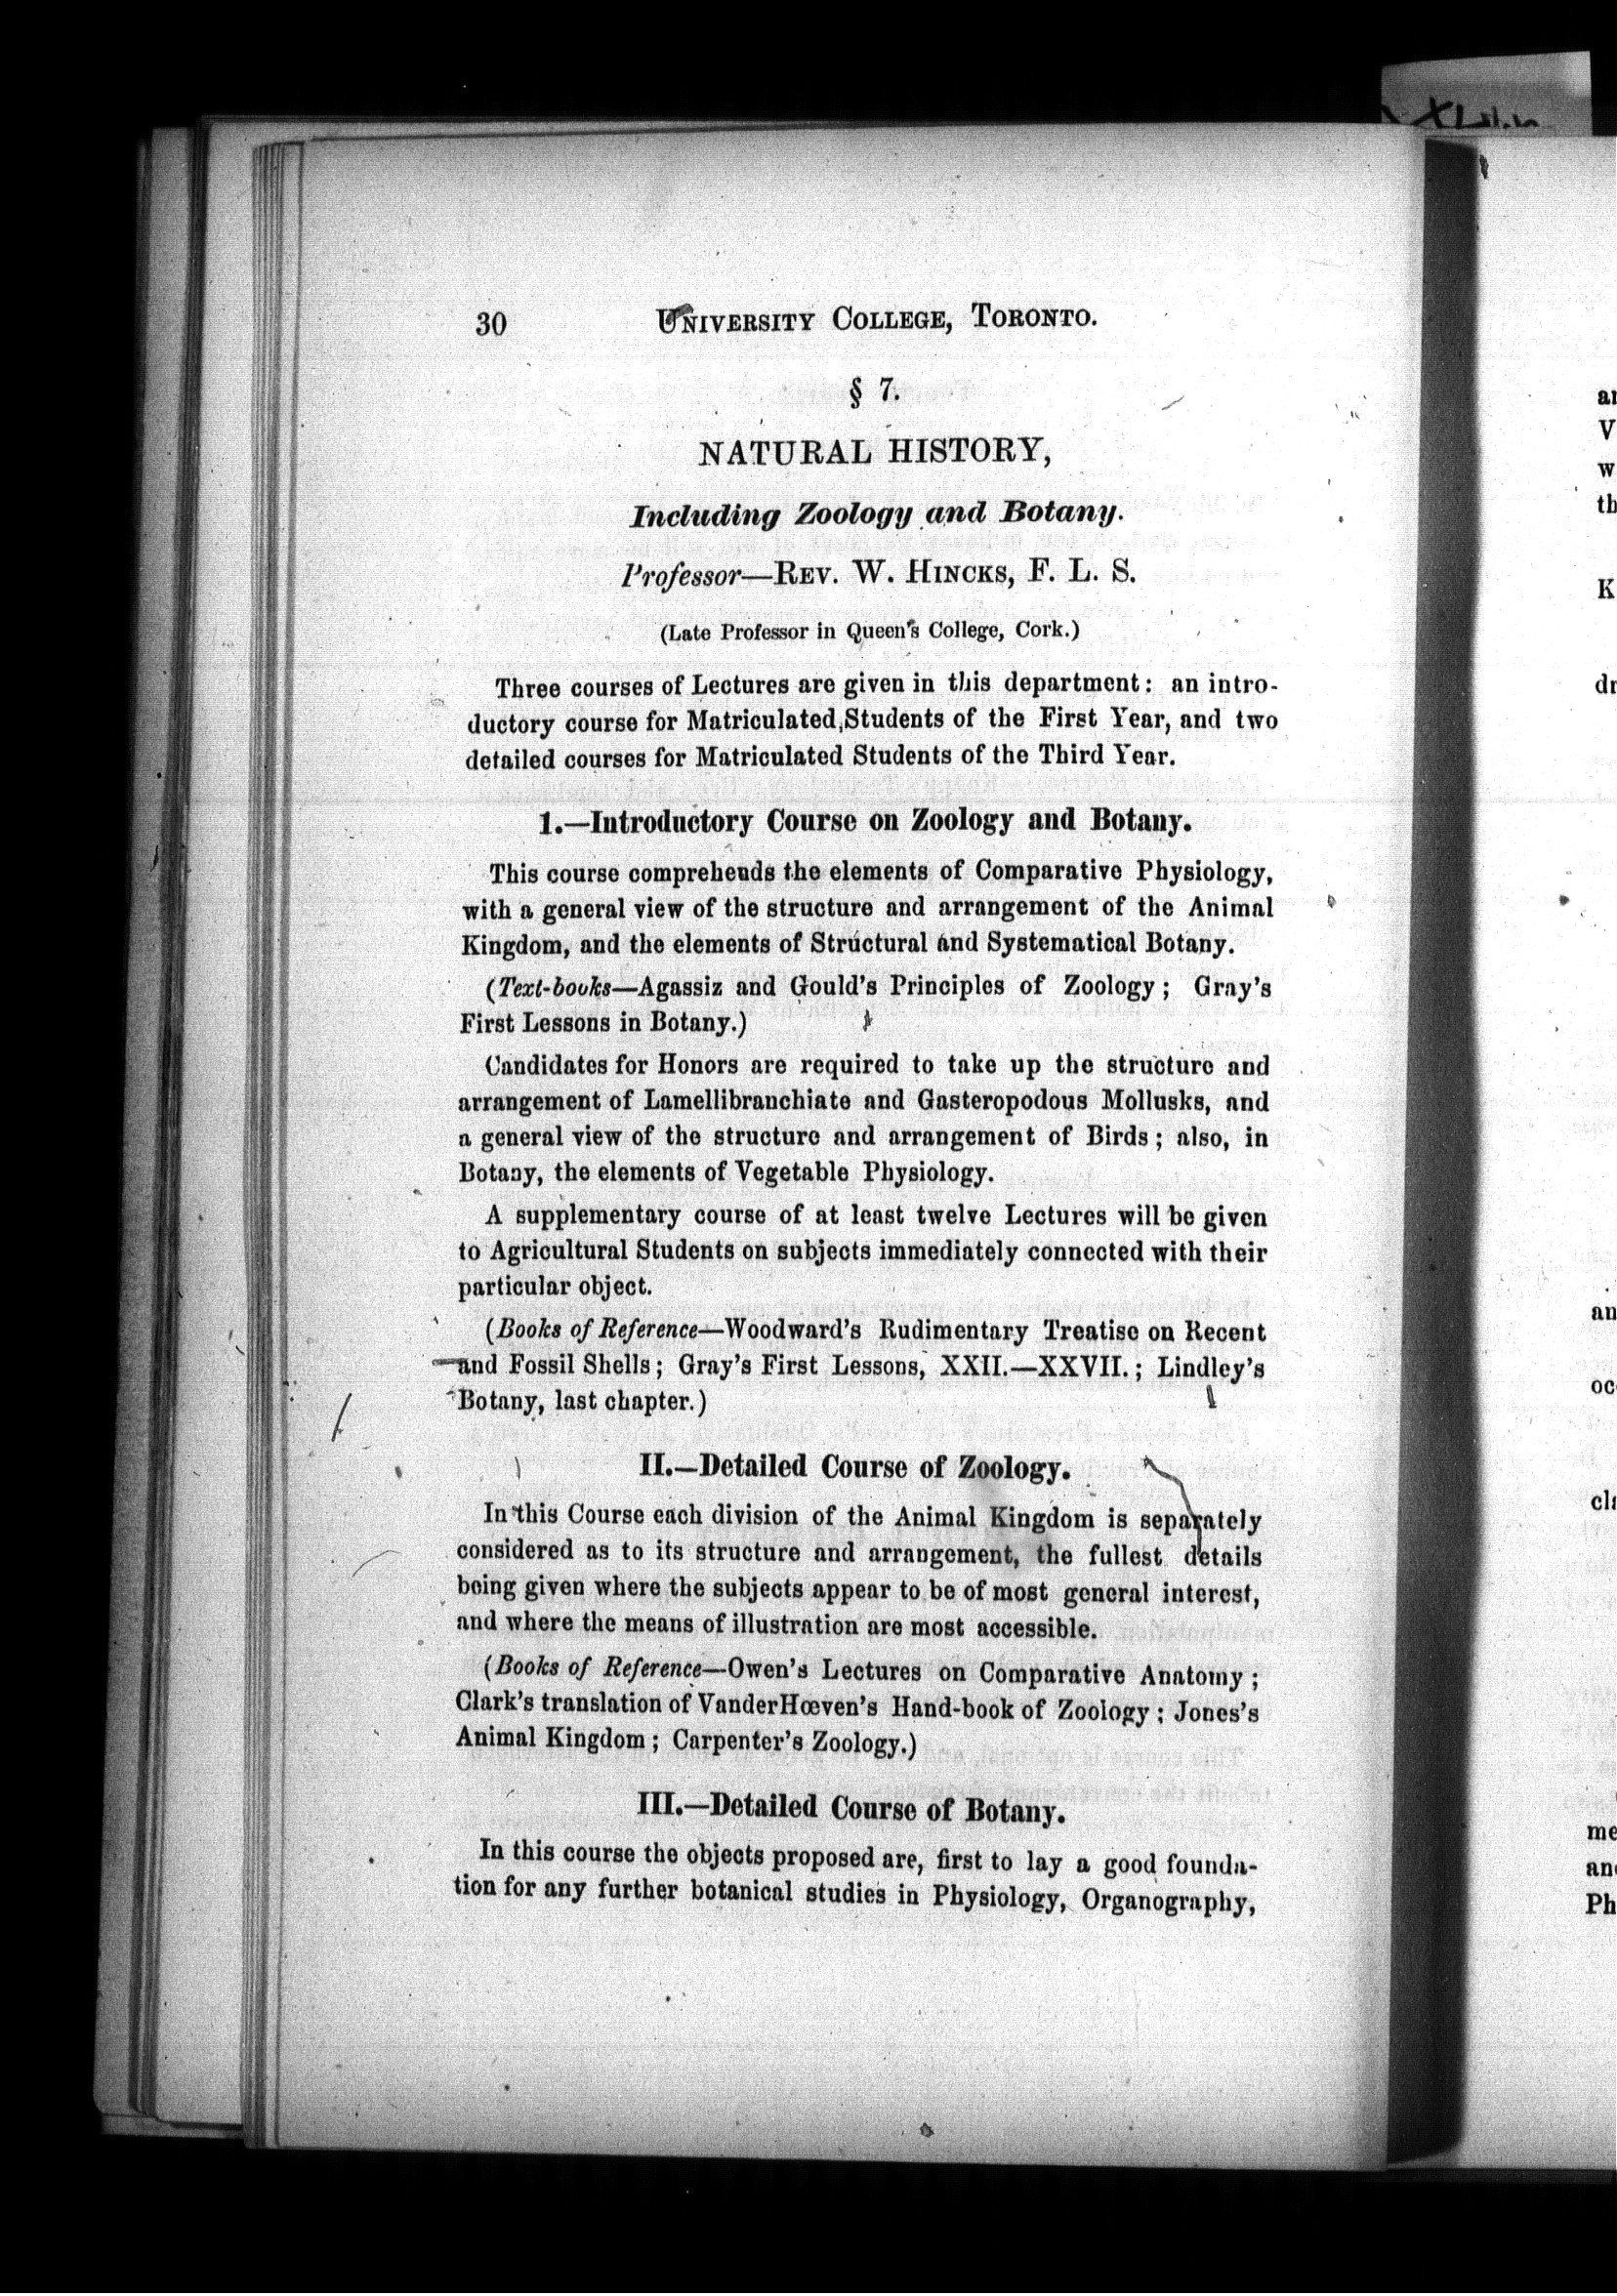 30 UNIVERSITY COLLEGE, TORONTO.
§ 7.
NATURAL HISTORY,
Including Zoology and Botany.
Professor—REV. W. HINCKS, F. L. S.
(Late Professor in Queen's College, Cork.)
Three courses of Lectures are given in this department: an intro-
ductory course for Matriculated Students of the First Year, and two
detailed courses for Matriculated Students of the Third Year.
1.—Introductory Course on Zoology and Botany.
This course comprehends the elements of Comparative Physiology,
with a general view of the structure and arrangement of the Animal
Kingdom, and the elements of Structural and Systematical Botany.
(Text-books—Agassiz and Gould's Principles of Zoology; Gray's
First Lessons in Botany.)
Candidates for Honors are required to take up the structure and
arrangement of Lamellibranchiate and Gasteropodous Mollusks, and
a general view of the structure and arrangement of Birds; also, in
Botany, the elements of Vegetable Physiology.
A supplementary course of at least twelve Lectures will be given
to Agricultural Students on subjects immediately connected with their
particular object.
(Books of Reference—Woodward's Rudimentary Treatise on Recent
and Fossil Shells; Gray's First Lessons, XXII.—XXVII.; Lindley's
Botany, last chapter.)
II.—Detailed Course of Zoology.
In this Course each division of the Animal Kingdom is separately
considered as to its structure and arrangement, the fullest details
being given where the subjects appear to be of most general interest,
and where the means of illustration are most accessible.
(Books of Reference—Owen's Lectures on Comparative Anatomy;
Clark's translation of VanderHœven's Hand-book of Zoology; Jones's
Animal Kingdom; Carpenter's Zoology.)
III.—Detailed Course of Botany.
In this course the objects proposed are, first to lay a good founda-
tion for any further botanical studies in Physiology, Organography,